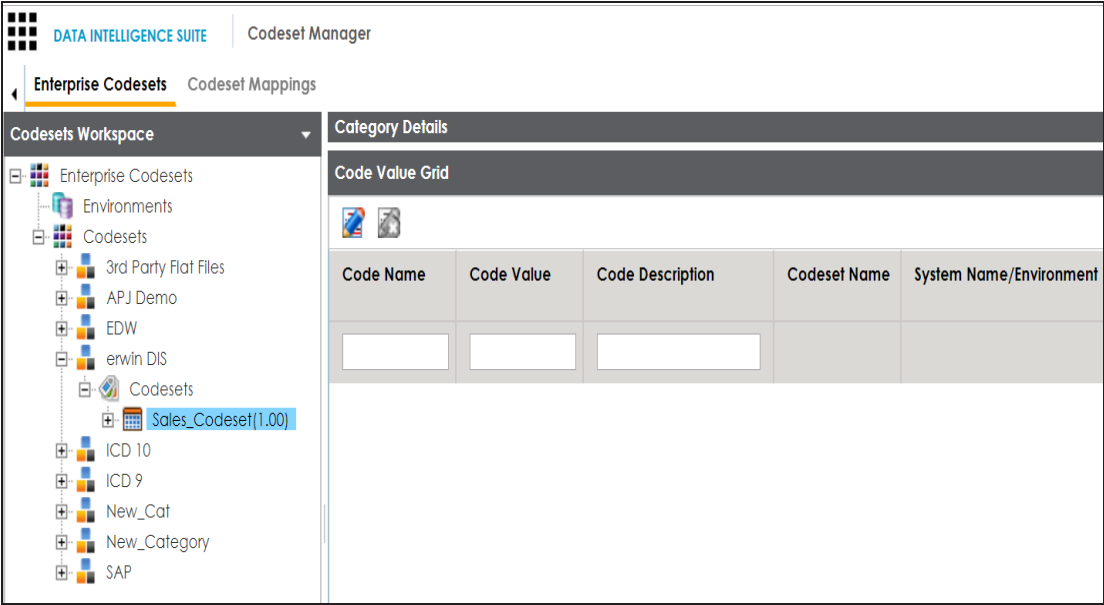 DATA INTELLIGENCE SUITE Codeset Manager
Enterprise Codesets Codeset Mappings
Codesets Workspace
Enterprise Codesets
Environments
Codesets
3rd Party Flat Files
APJ Demo
EDW
erwin DIS
Codesets
Sales_Codeset(1.00)
ICD 10
ICD 9
New_Cat
New_Category
SAP
Category Details
Code Value Grid
Code Name Code Value Code Description Codeset Name System Name/Environment